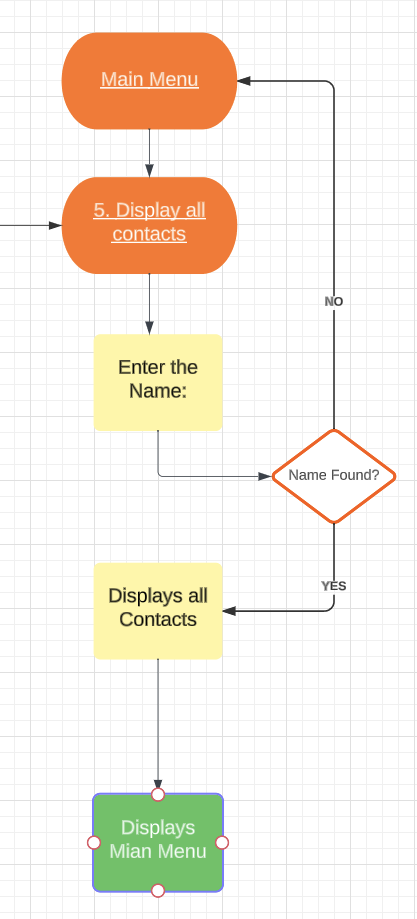 Main Menu
5. Display all
contacts
NO
Enter the
Name:
Name Found?
YES
Displays all
Contacts
Displays
Mian Menu